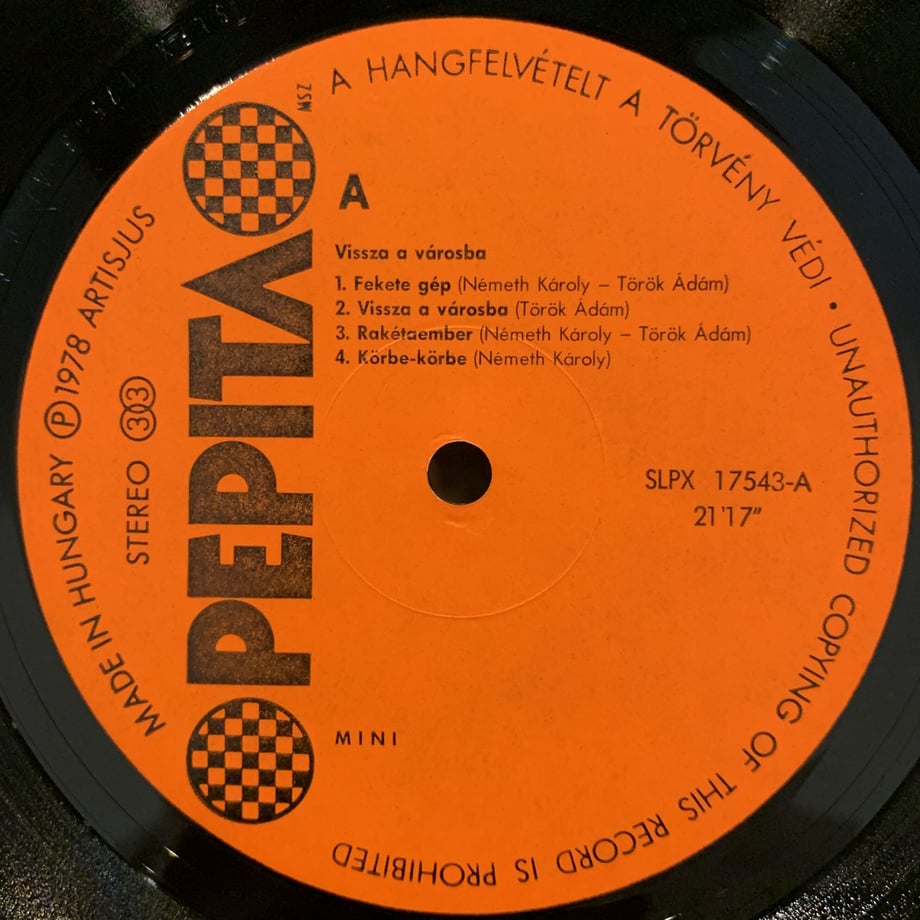 A HANGFELVÉTELT A TÖRVÉNY VÉDI • UNAUTHORIZED COPYING OF THIS RECORD IS PROHIBITED
MSZ
A
Vissza a városba
1. Fekete gép (Németh Károly – Török Ádám)
2. Vissza a városba (Török Ádám)
3. Rakétaember (Németh Károly – Török Ádám)
4. Körbe-körbe (Németh Károly)
SLPX 17543-A
21'17"
MINI
PEPITA
STEREO 303
MADE IN HUNGARY Ⓟ 1978 ARTISJUS